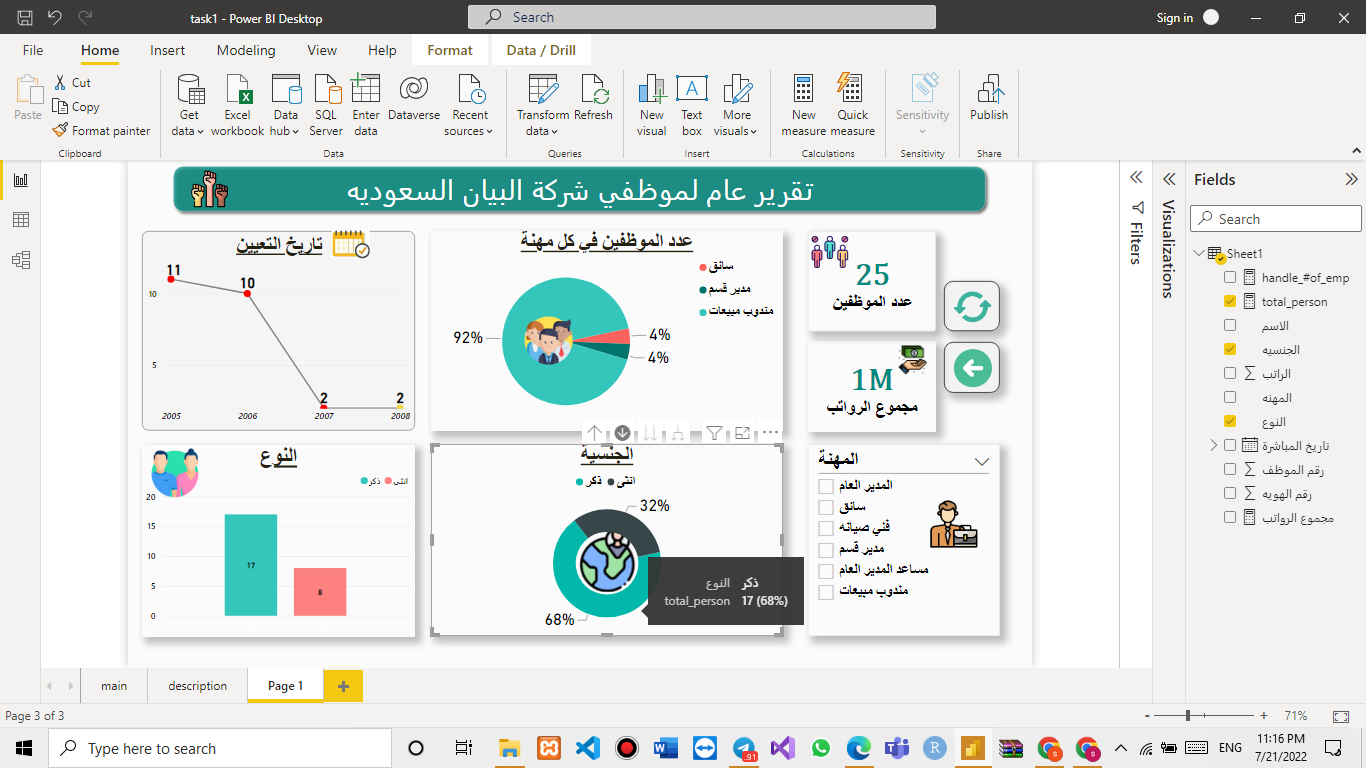 task1 - Power BI Desktop
Search
Sign in
File
Home
Insert
Modeling
View
Help
Format
Data / Drill
Paste
Cut
Copy
Format painter
Clipboard
Get data
Excel workbook
Data hub
SQL Server
Enter data
Dataverse
Recent sources
Data
Transform data
Refresh
Queries
New visual
Text box
More visuals
Insert
New measure
Quick measure
Calculations
Sensitivity
Sensitivity
Publish
Share
تقرير عام لموظفي شركة البيان السعوديه
تاريخ التعيين
11
10
2
2
10
5
2005
2006
2007
2008
عدد الموظفين في كل مهنة
سائق
مدير قسم
مندوب مبيعات
92%
4%
4%
25
عدد الموظفين
1M
مجموع الرواتب
النوع
ذكر
انثى
20
15
10
5
0
17
8
الجنسية
ذكر
انثى
32%
68%
النوع ذكر
total_person 17 (68%)
المهنة
المدير العام
سائق
فني صيانه
مدير قسم
مساعد المدير العام
مندوب مبيعات
Filters
Visualizations
Fields
Search
Sheet1
handle_#of_emp
total_person
الاسم
الجنسيه
الراتب
المهنه
النوع
تاريخ المباشرة
رقم الموظف
رقم الهويه
مجموع الرواتب
main
description
Page 1
Page 3 of 3
71%
Type here to search
.91
ENG
11:16 PM
7/21/2022